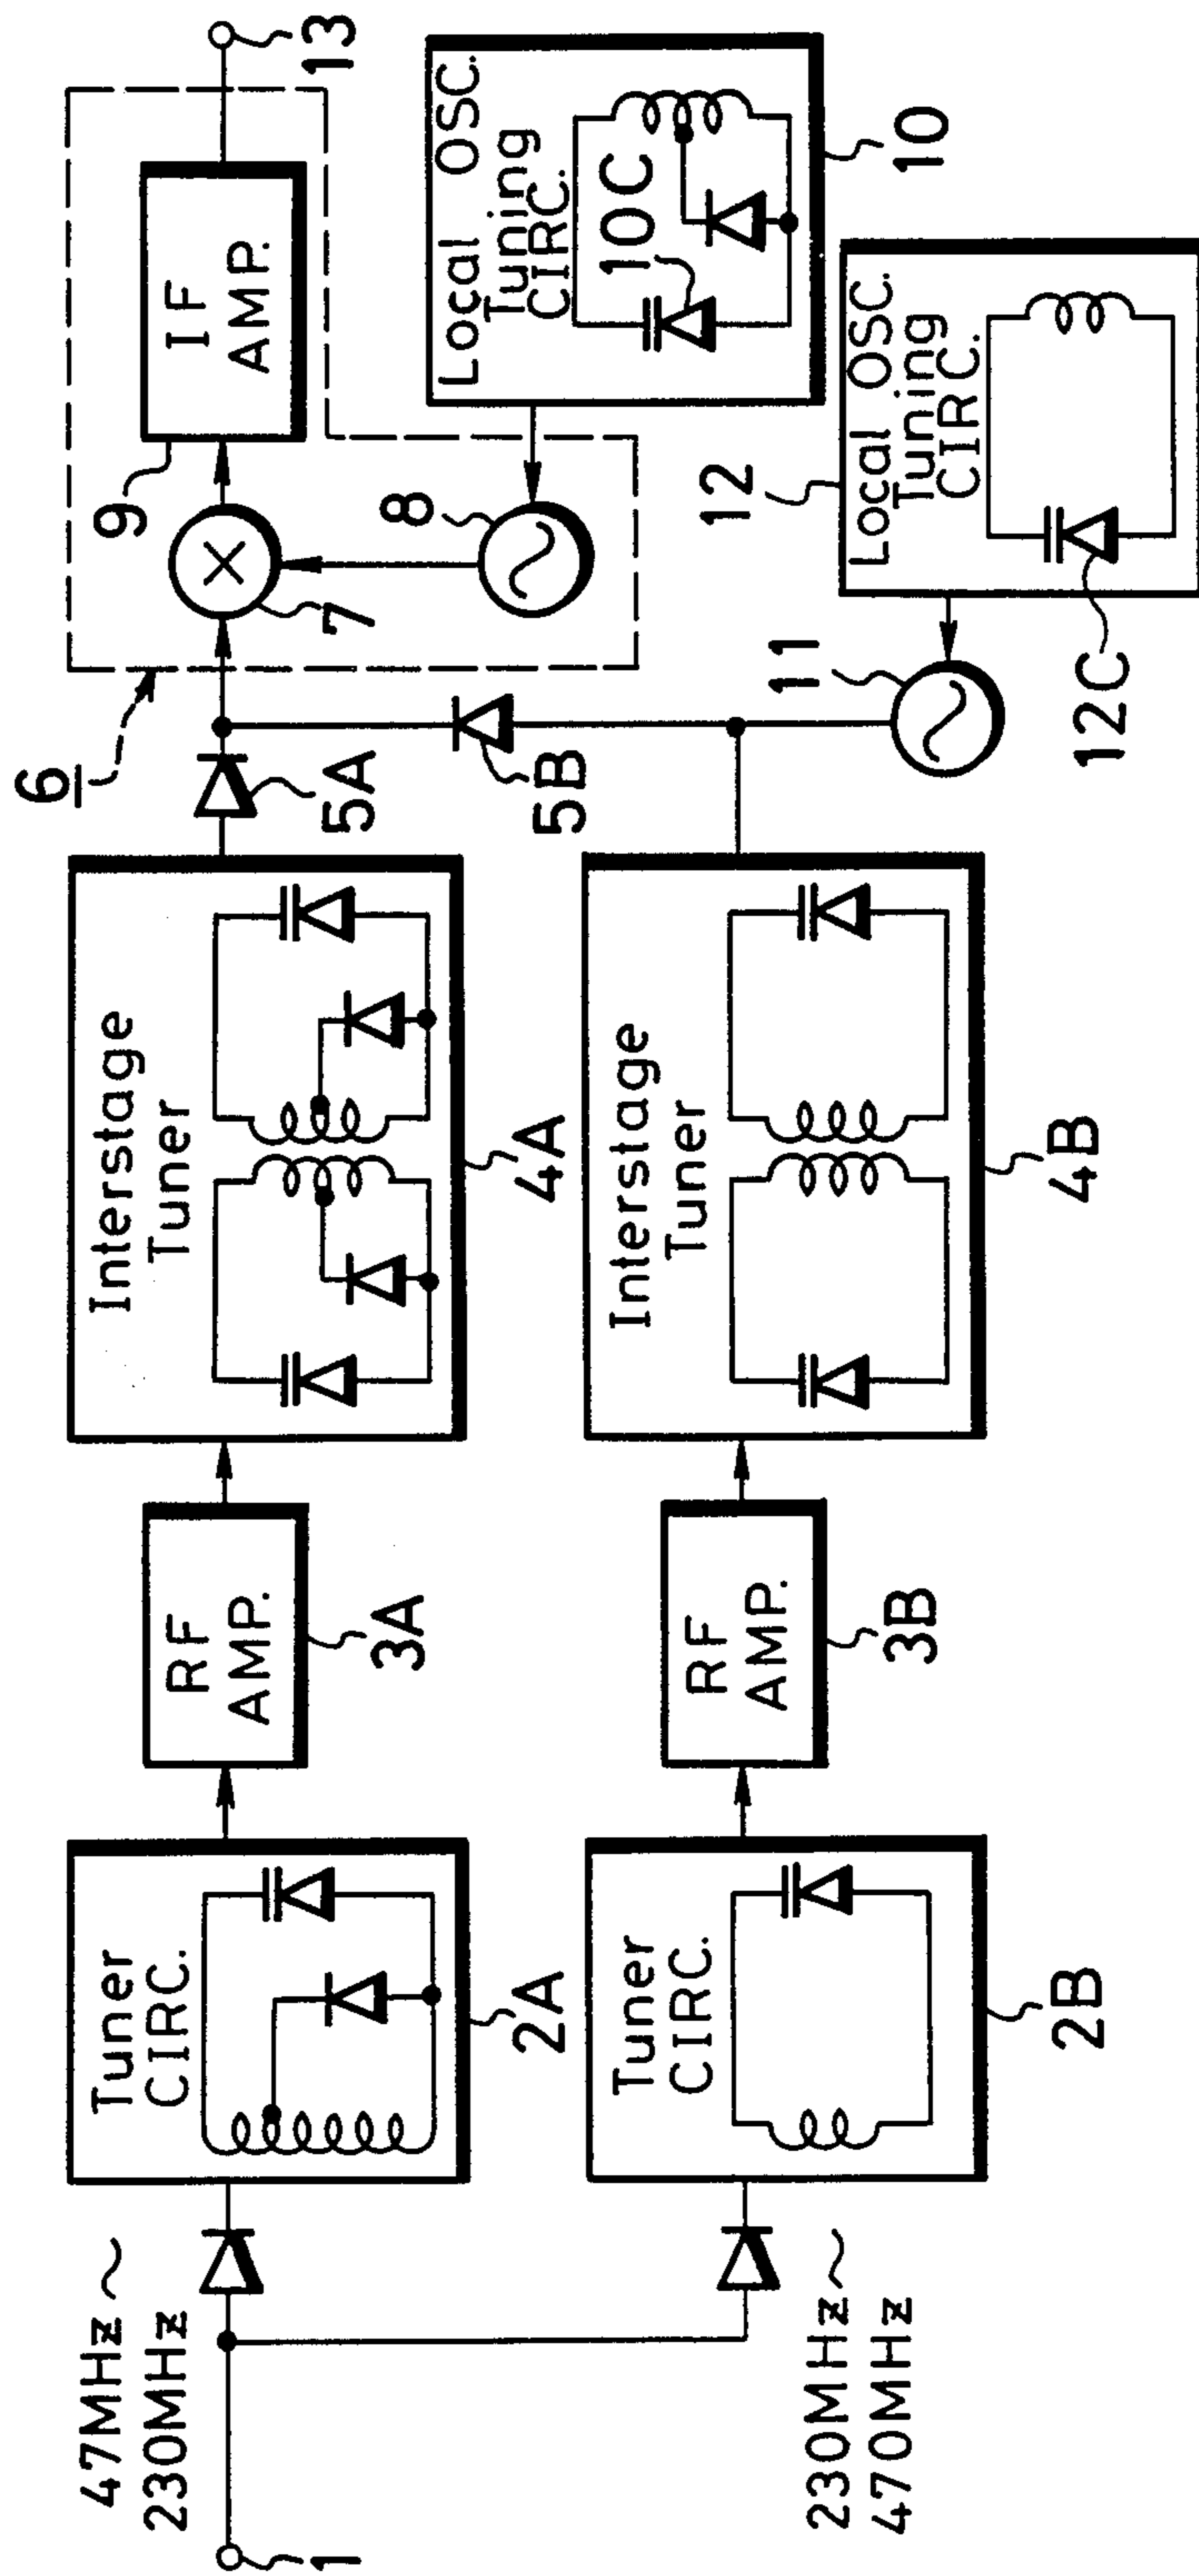 47MHz ~
230MHz
1
Tuner
CIRC.
2A
RF
AMP.
3A
Interstage
Tuner
4A
5A
6
7
8
9
IF
AMP.
13
Local OSC.
Tuning
CIRC.
10C
10
230MHz ~
470MHz
Tuner
CIRC.
2B
RF
AMP.
3B
Interstage
Tuner
4B
5B
11
12
Local OSC.
Tuning
CIRC.
12C